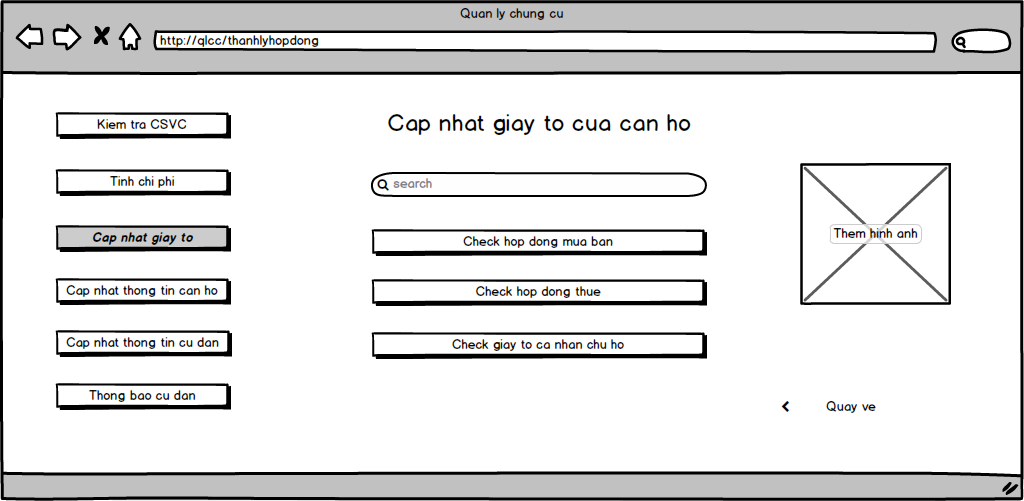 Quan ly chung cu
http://qlcc/thanhlyhopdong
Kiem tra CSVC
Tinh chi phi
Cap nhat giay to
Cap nhat thong tin can ho
Cap nhat thong tin cu dan
Thong bao cu dan
Cap nhat giay to cua can ho
search
Check hop dong mua ban
Check hop dong thue
Check giay to ca nhan chu ho
Them hinh anh
Quay ve